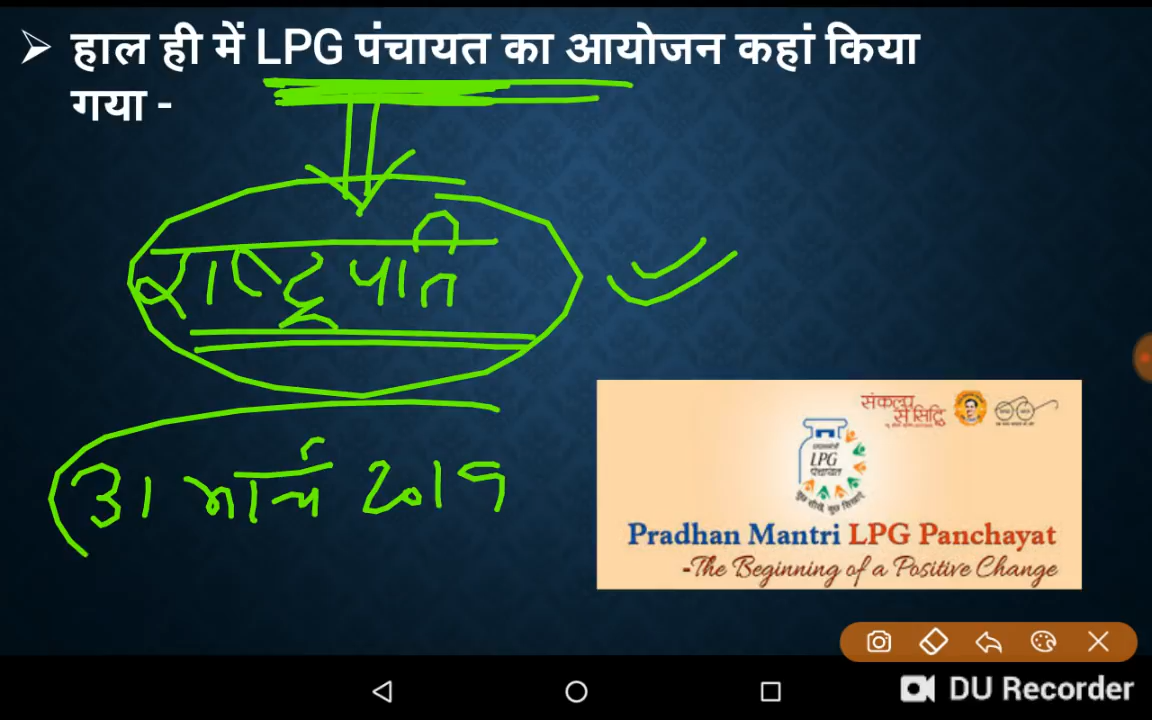 ➤ हाल ही में LPG पंचायत का आयोजन कहां किया
गया -
राष्ट्रपति
31 मार्च 2019
संकल्प
से सिद्धि
LPG
पंचायत
कुछ सीखें, कुछ सिखाएं
Pradhan Mantri LPG Panchayat
-The Beginning of a Positive Change
DU Recorder